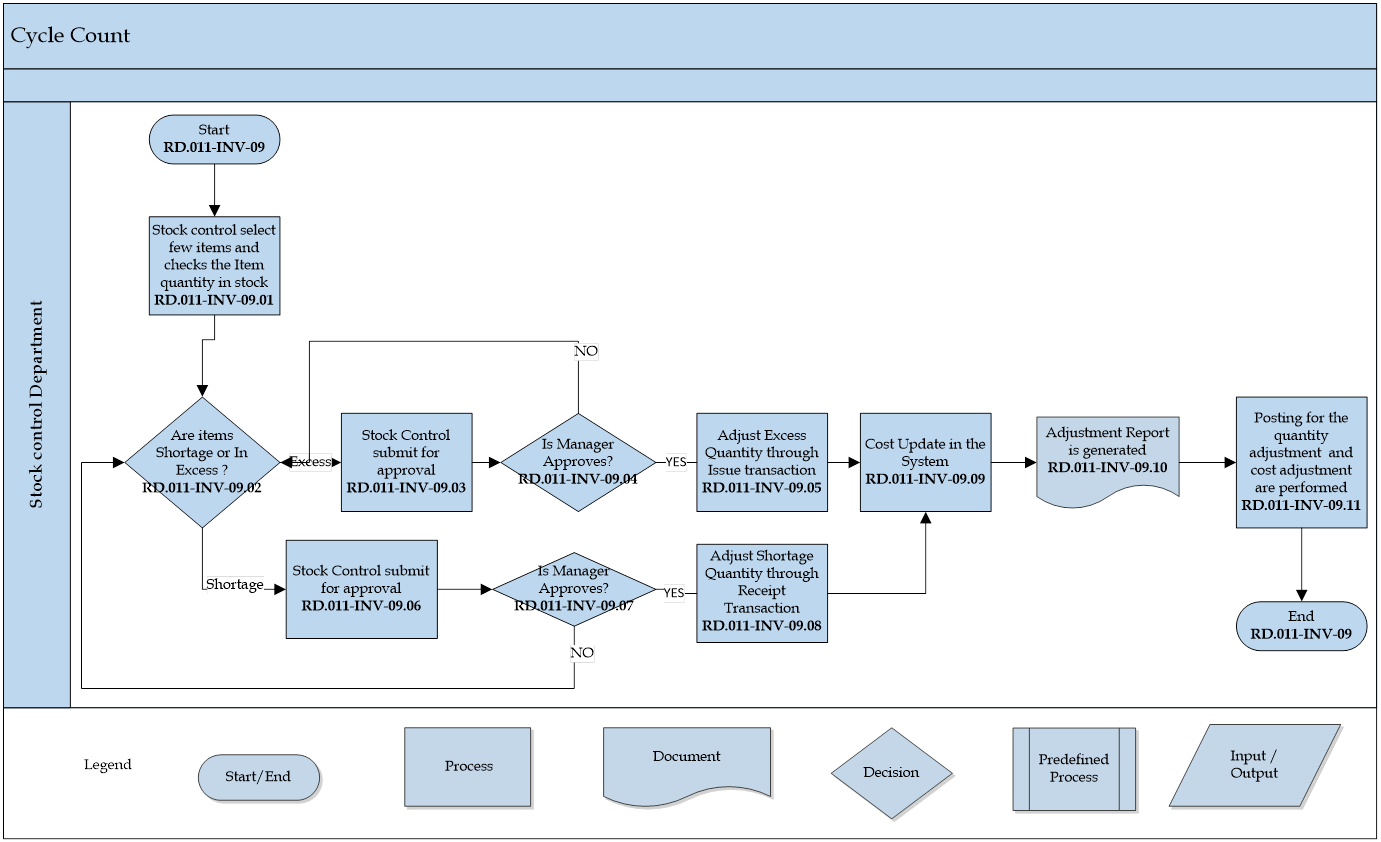 Cycle Count
Stock control Department
Start
RD.011-INV-09
Stock control select
few items and
checks the Item
quantity in stock
RD.011-INV-09.01
Are items
Shortage or In
Excess ?
RD.011-INV-09.02
Excess
Stock Control
submit for
approval
RD.011-INV-09.03
NO
Is Manager
Approves?
RD.011-INV-09.04
YES
Adjust Excess
Quantity through
Issue transaction
RD.011-INV-09.05
Cost Update in the
System
RD.011-INV-09.09
Adjustment Report
is generated
RD.011-INV-09.10
Posting for the
quantity
adjustment and
cost adjustment
are performed
RD.011-INV-09.11
Shortage
Stock Control submit
for approval
RD.011-INV-09.06
Is Manager
Approves?
RD.011-INV-09.07
YES
NO
Adjust Shortage
Quantity through
Receipt
Transaction
RD.011-INV-09.08
End
RD.011-INV-09
Legend
Start/End
Process
Document
Decision
Predefined
Process
Input /
Output